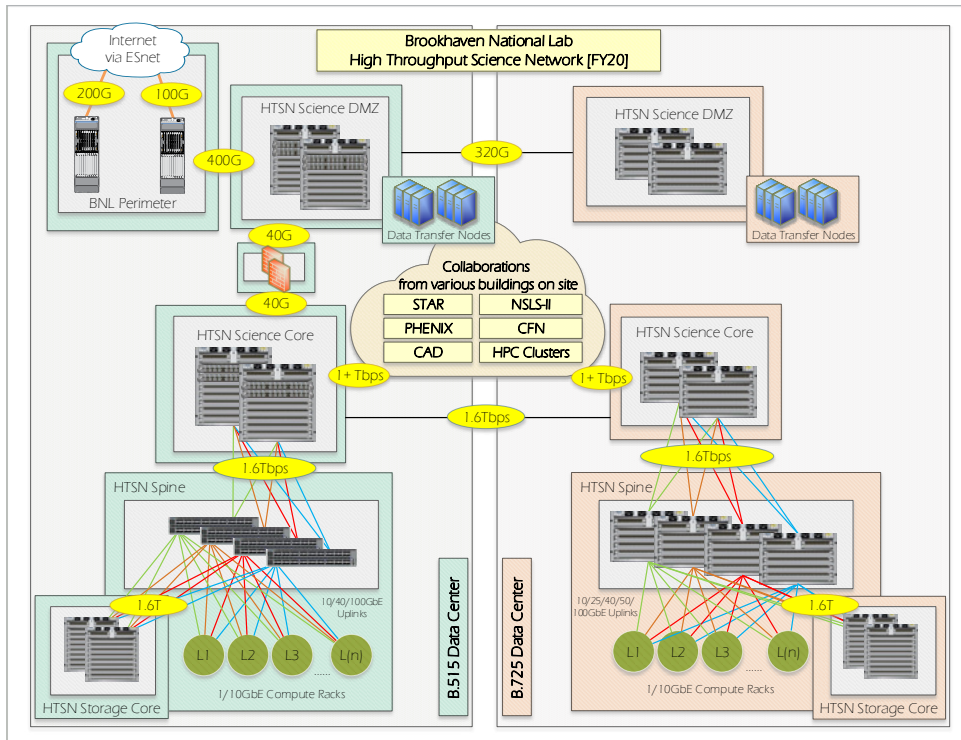 Brookhaven National Lab
High Throughput Science Network [FY20]
Internet
via ESnet
200G
100G
BNL Perimeter
400G
HTSN Science DMZ
Data Transfer Nodes
320G
HTSN Science DMZ
Data Transfer Nodes
40G
40G
Collaborations
from various buildings on site
STAR
NSLS-II
PHENIX
CFN
CAD
HPC Clusters
HTSN Science Core
1+ Tbps
1+ Tbps
HTSN Science Core
1.6Tbps
1.6Tbps
1.6Tbps
HTSN Spine
HTSN Spine
1.6T
10/40/100GbE
Uplinks
L1
L2
L3
......
L(n)
1/10GbE Compute Racks
HTSN Storage Core
B.515 Data Center
B.725 Data Center
10/25/40/50/
100GbE Uplinks
1.6T
L1
L2
L3
......
L(n)
1/10GbE Compute Racks
HTSN Storage Core